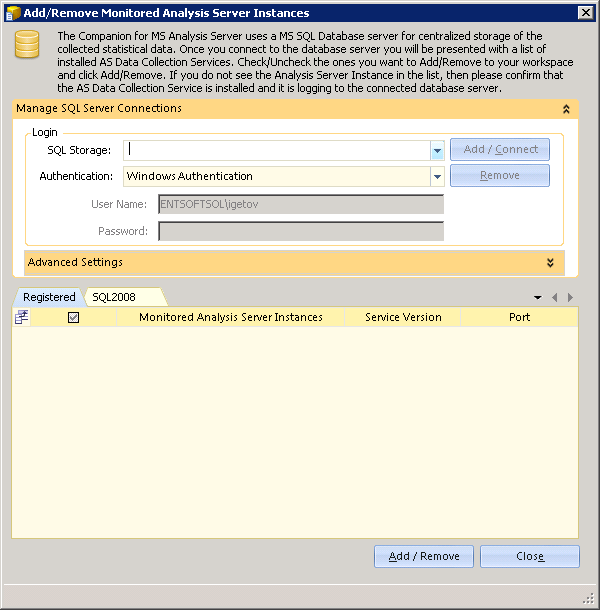 Add/Remove Monitored Analysis Server Instances
The Companion for MS Analysis Server uses a MS SQL Database server for centralized storage of the
collected statistical data. Once you connect to the database server you will be presented with a list of
installed AS Data Collection Services. Check/Uncheck the ones you want to Add/Remove to your workspace
and click Add/Remove. If you do not see the Analysis Server Instance in the list, then please confirm that
the AS Data Collection Service is installed and it is logging to the connected database server.
Manage SQL Server Connections
Login
SQL Storage:
Add / Connect
Authentication:
Windows Authentication
Remove
User Name:
ENTSOFTSOL\igetov
Password:
Advanced Settings
Registered
SQL2008
Monitored Analysis Server Instances
Service Version
Port
Add / Remove
Close